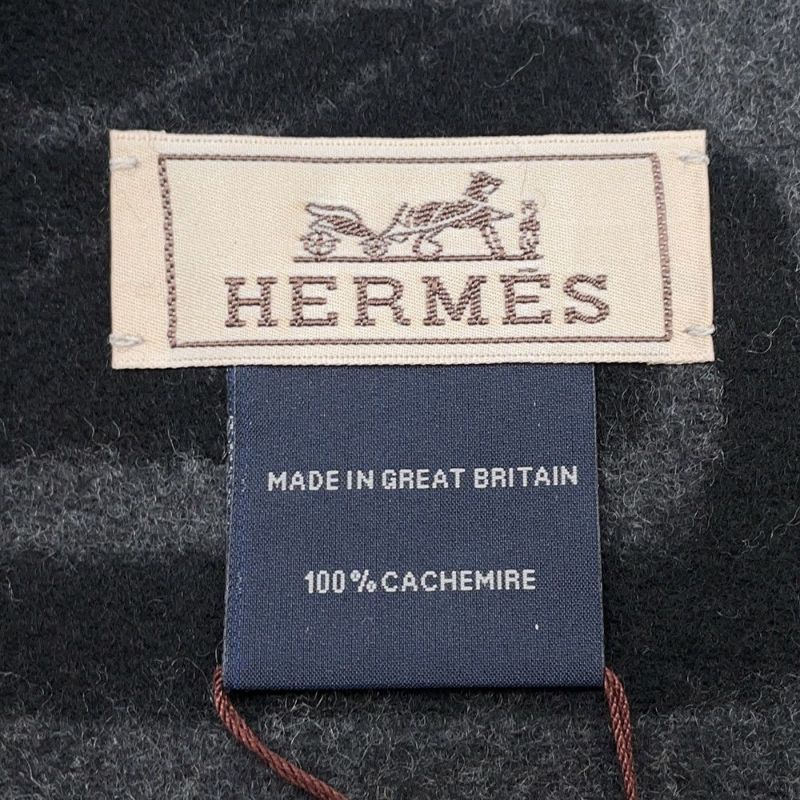 HERMÈS
MADE IN GREAT BRITAIN
100% CACHEMIRE